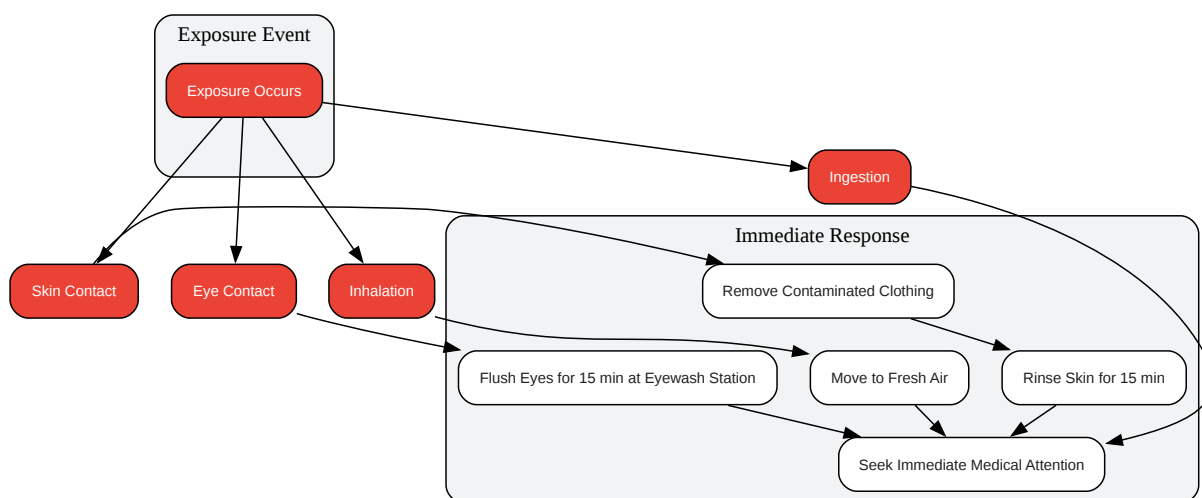 Exposure Event
Exposure Occurs
Ingestion
Immediate Response
Skin Contact
Eye Contact
Inhalation
Remove Contaminated Clothing
Flush Eyes for 15 min at Eyewash Station
Move to Fresh Air
Rinse Skin for 15 min
Seek Immediate Medical Attention